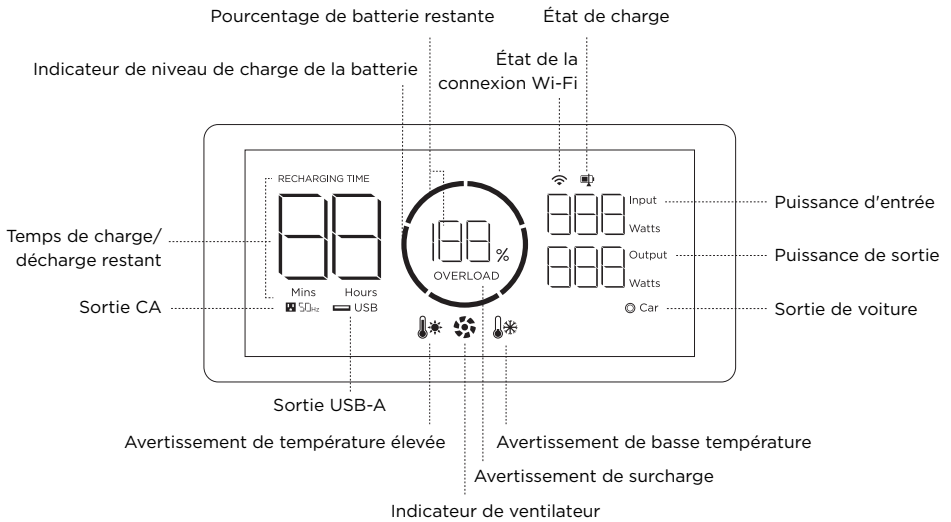 Pourcentage de batterie restante
État de charge
Indicateur de niveau de charge de la batterie
État de la
connexion Wi-Fi
RECHARGING TIME
188
%
OVERLOAD
88
Mins Hours
50Hz USB
888
Input
Watts
888
Output
Watts
Car
Temps de charge/
décharge restant
Sortie CA
Puissance d'entrée
Puissance de sortie
Sortie de voiture
Sortie USB-A
Avertissement de température élevée
Avertissement de basse température
Avertissement de surcharge
Indicateur de ventilateur